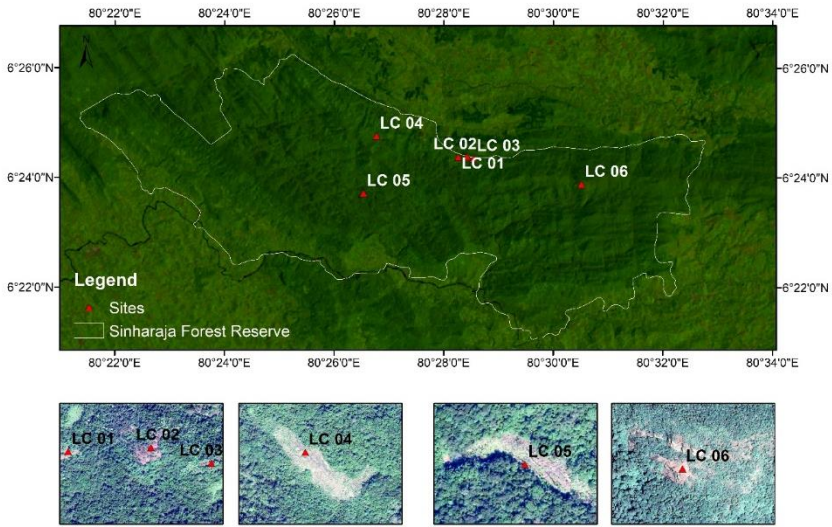 80°22'0"E 80°24'0"E 80°26'0"E 80°28'0"E 80°30'0"E 80°32'0"E 80°34'0"E
N
6°26'0"N 6°26'0"N
LC 04
LC 02 LC 03
LC 01
6°24'0"N 6°24'0"N
LC 05
LC 06
6°22'0"N 6°22'0"N
Legend
Sites
Sinharaja Forest Reserve
80°22'0"E 80°24'0"E 80°26'0"E 80°28'0"E 80°30'0"E 80°32'0"E 80°34'0"E
LC 01 LC 02 LC 03
LC 04
LC 05
LC 06